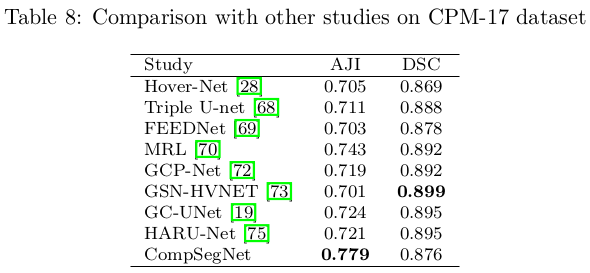 Table 8: Comparison with other studies on CPM-17 dataset
Study AJI DSC
Hover-Net [28] 0.705 0.869
Triple U-net [68] 0.711 0.888
FEEDNet [69] 0.703 0.878
MRL [70] 0.743 0.892
GCP-Net [72] 0.719 0.892
GSN-HVNET [73] 0.701 0.899
GC-UNet [19] 0.724 0.895
HARU-Net [75] 0.721 0.895
CompSegNet 0.779 0.876